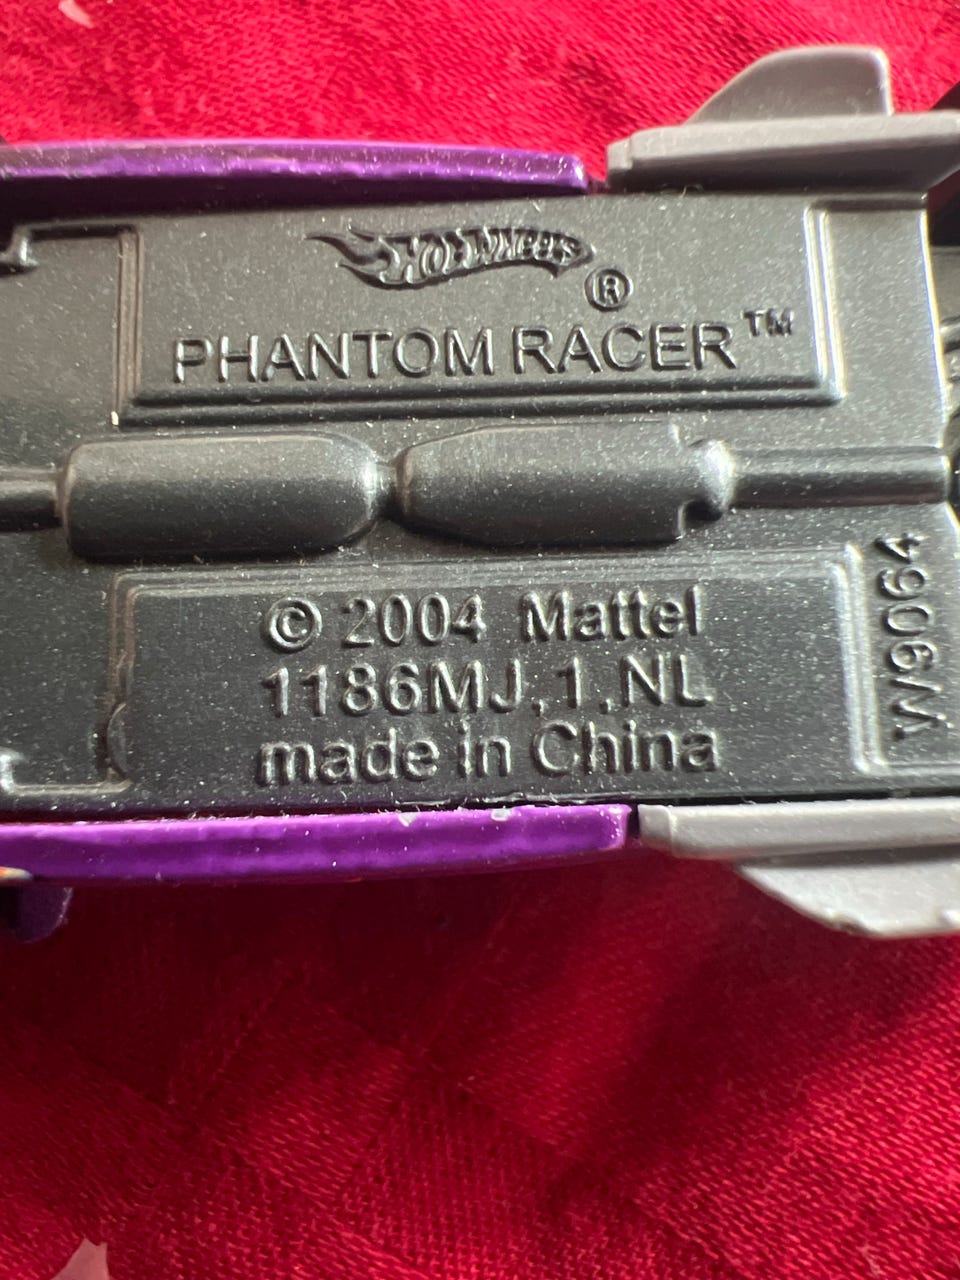 Hot Wheels ®
PHANTOM RACER™
© 2004 Mattel
1186MJ,1,NL
made in China
W9064